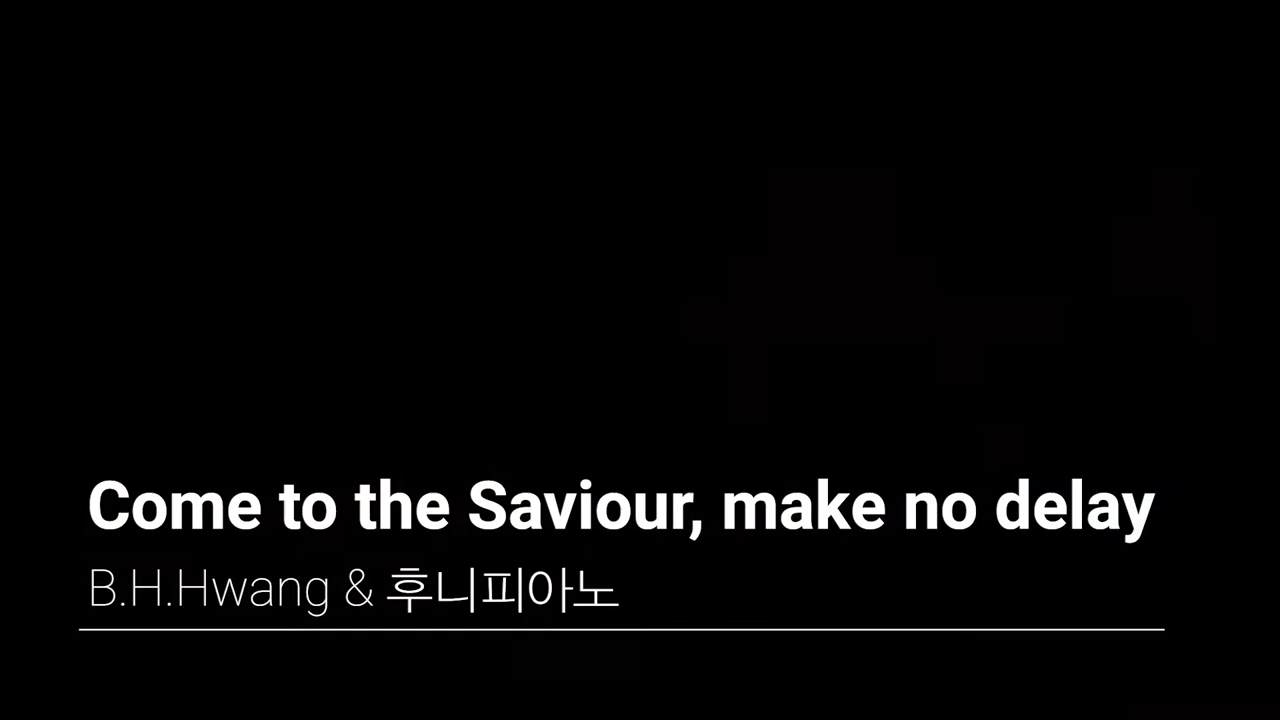 Come to the Saviour, make no delay
B.H.Hwang & 후니피아노